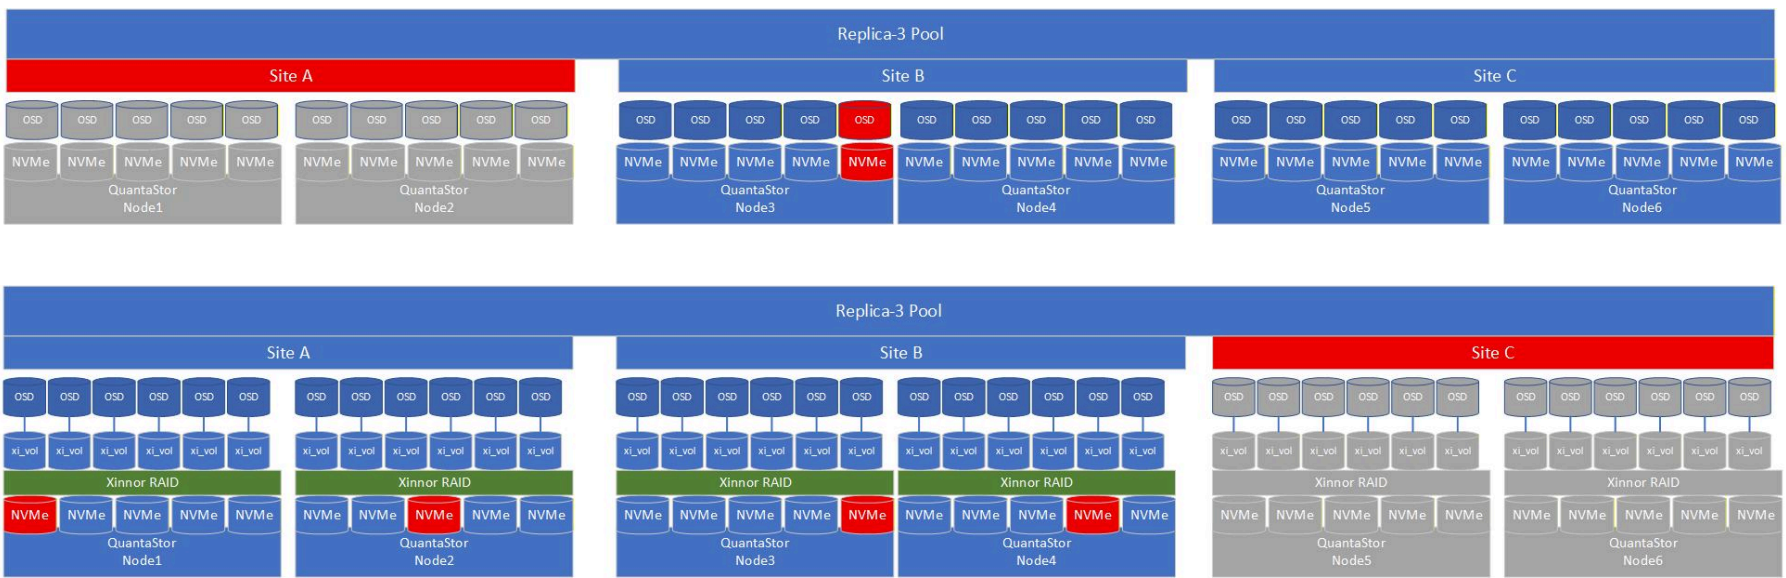 Replica-3 Pool
Site A Site B Site C
OSD OSD OSD OSD OSD OSD OSD OSD OSD OSD OSD OSD OSD OSD OSD OSD OSD OSD OSD OSD OSD OSD OSD OSD OSD OSD OSD OSD OSD OSD
NVMe NVMe NVMe NVMe NVMe NVMe NVMe NVMe NVMe NVMe NVMe NVMe NVMe NVMe NVMe NVMe NVMe NVMe NVMe NVMe NVMe NVMe NVMe NVMe NVMe NVMe NVMe NVMe NVMe NVMe
QuantaStor QuantaStor QuantaStor QuantaStor QuantaStor QuantaStor
Node1 Node2 Node3 Node4 Node5 Node6
Replica-3 Pool
Site A Site B Site C
OSD OSD OSD OSD OSD OSD OSD OSD OSD OSD OSD OSD OSD OSD OSD OSD OSD OSD OSD OSD OSD OSD OSD OSD OSD OSD OSD OSD OSD OSD OSD OSD OSD OSD OSD OSD
xi_vol xi_vol xi_vol xi_vol xi_vol xi_vol xi_vol xi_vol xi_vol xi_vol xi_vol xi_vol xi_vol xi_vol xi_vol xi_vol xi_vol xi_vol xi_vol xi_vol xi_vol xi_vol xi_vol xi_vol xi_vol xi_vol xi_vol xi_vol xi_vol xi_vol xi_vol xi_vol xi_vol xi_vol xi_vol xi_vol
Xinnor RAID Xinnor RAID Xinnor RAID Xinnor RAID Xinnor RAID Xinnor RAID
NVMe NVMe NVMe NVMe NVMe NVMe NVMe NVMe NVMe NVMe NVMe NVMe NVMe NVMe NVMe NVMe NVMe NVMe NVMe NVMe NVMe NVMe NVMe NVMe NVMe NVMe NVMe NVMe NVMe NVMe
QuantaStor QuantaStor QuantaStor QuantaStor QuantaStor QuantaStor
Node1 Node2 Node3 Node4 Node5 Node6